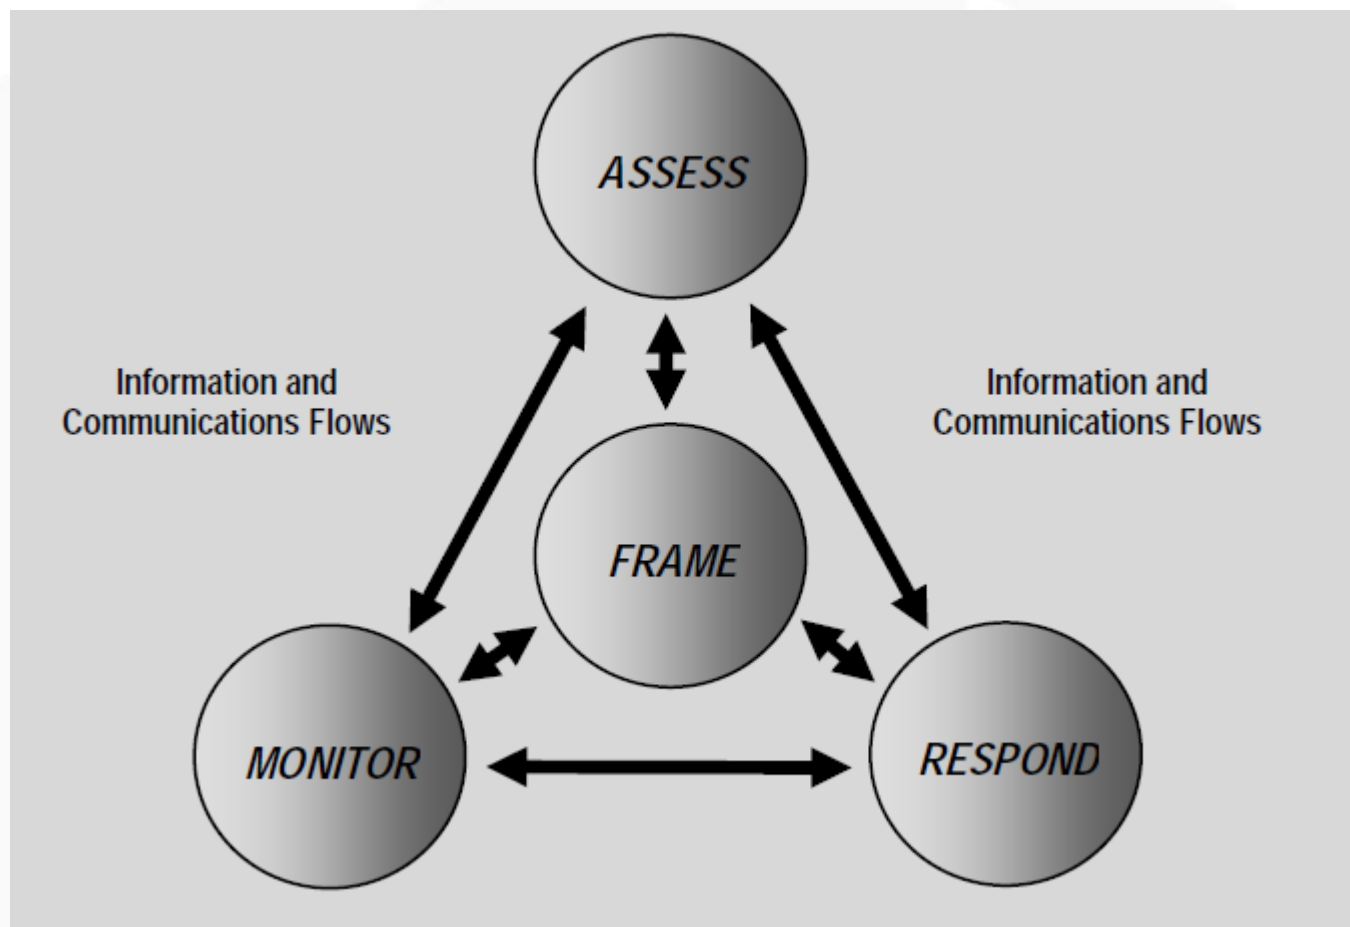 ASSESS
Information and
Communications Flows
Information and
Communications Flows
FRAME
MONITOR
RESPOND